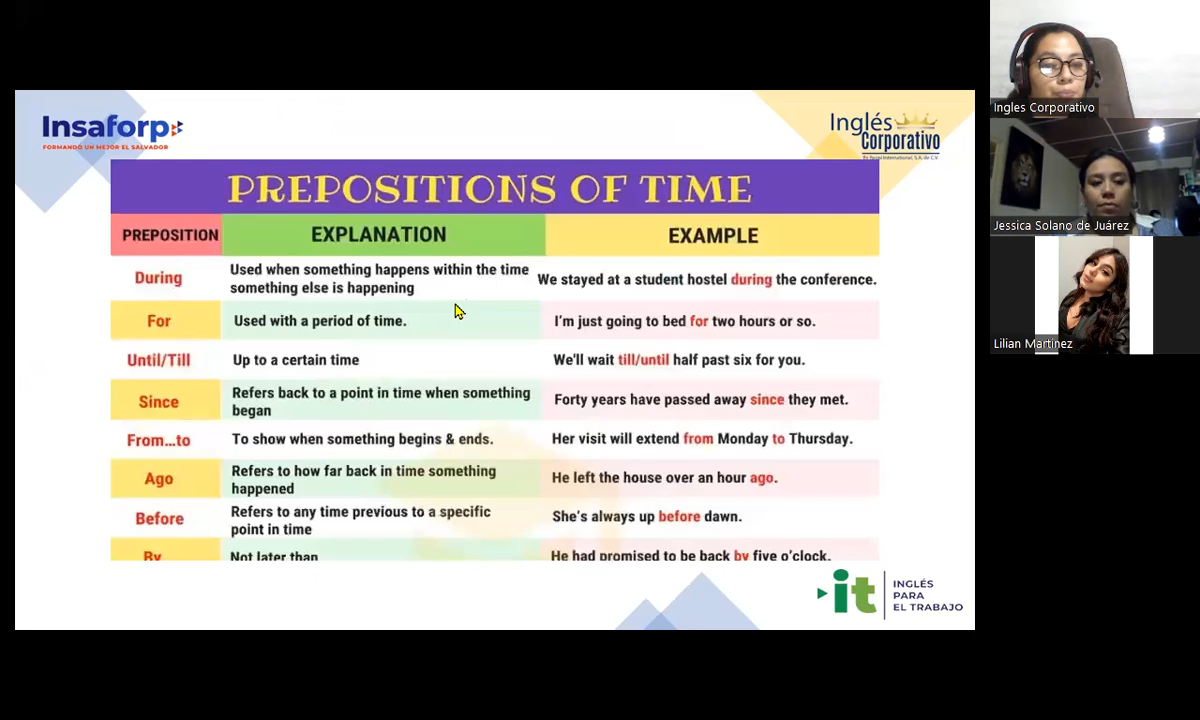 Insaforp
FORMANDO UN MEJOR EL SALVADOR
Inglés
Corporativo
PREPOSITIONS OF TIME
PREPOSITION EXPLANATION EXAMPLE
During
Used when something happens within the time
something else is happening
We stayed at a student hostel during the conference.
For Used with a period of time. I'm just going to bed for two hours or so.
Until/Till Up to a certain time We'll wait till/until half past six for you.
Since
Refers back to a point in time when something
began
Forty years have passed away since they met.
From...to To show when something begins & ends. Her visit will extend from Monday to Thursday.
Ago
Refers to how far back in time something
happened
He left the house over an hour ago.
Before
Refers to any time previous to a specific
point in time
She's always up before dawn.
By Not later than He had promised to be back by five o'clock.
it
INGLÉS
PARA
EL TRABAJO
Ingles Corporativo
Jessica Solano de Juárez
Lilian Martinez